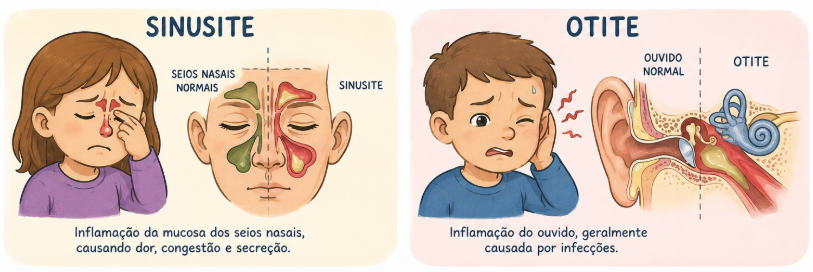 SINUSITE
SEIOS NASAIS
NORMAIS
SINUSITE
Inflamação da mucosa dos seios nasais,
causando dor, congestão e secreção.
OTITE
OUVIDO
NORMAL
OTITE
Inflamação do ouvido, geralmente
causada por infecções.